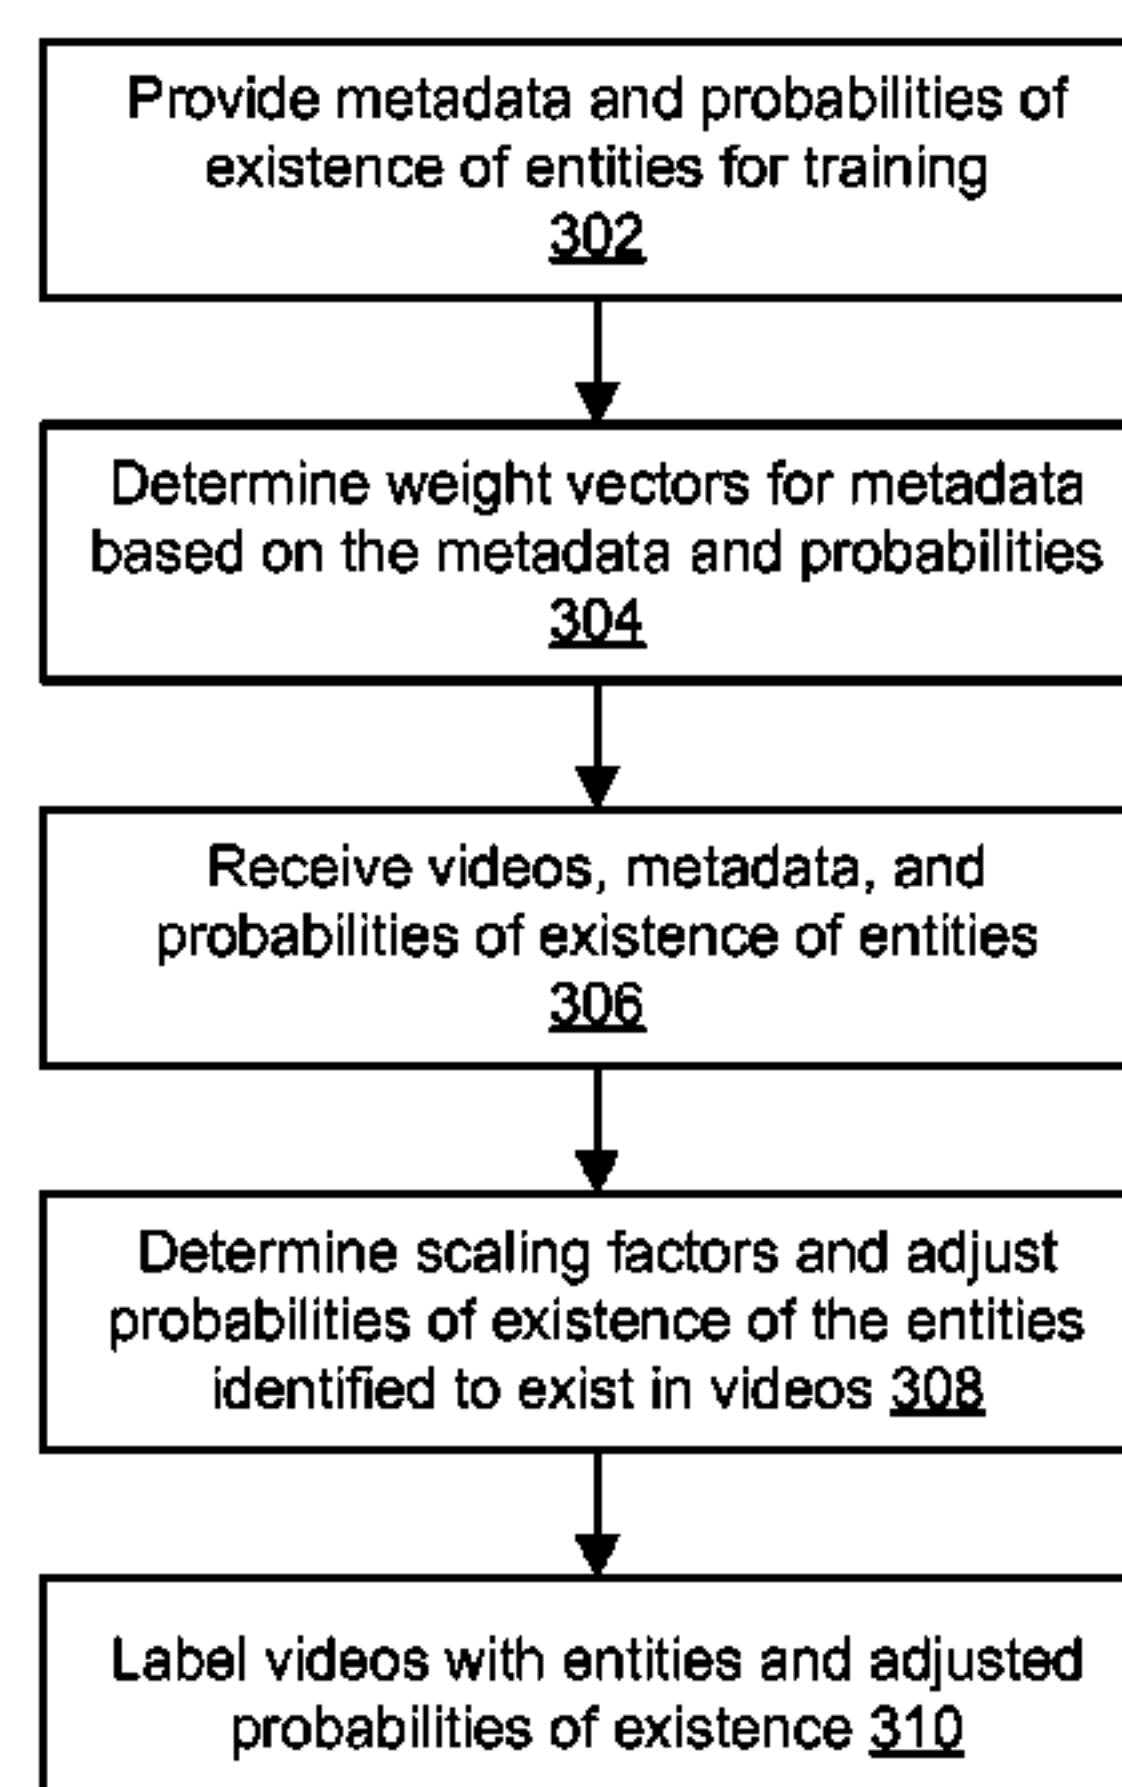 Provide metadata and probabilities of
existence of entities for training
302
Determine weight vectors for metadata
based on the metadata and probabilities
304
Receive videos, metadata, and
probabilities of existence of entities
306
Determine scaling factors and adjust
probabilities of existence of the entities
identified to exist in videos 308
Label videos with entities and adjusted
probabilities of existence 310